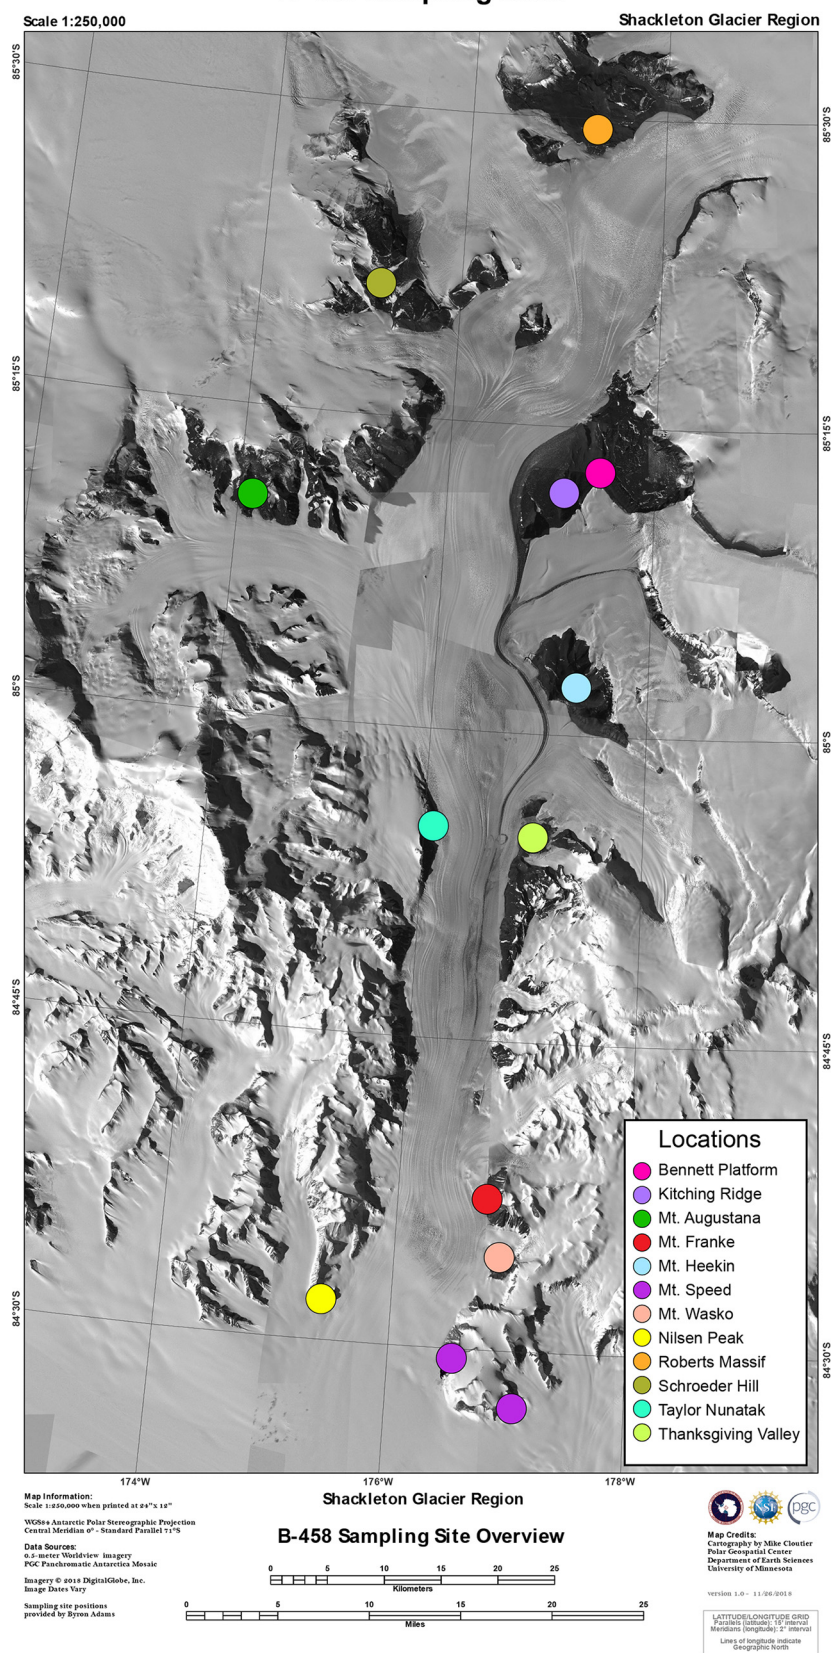 Scale 1:250,000
Shackleton Glacier Region
85°30'S
85°30'S
85°15'S
85°15'S
85°S
85°S
84°45'S
84°45'S
84°30'S
84°30'S
Locations
Bennett Platform
Kitching Ridge
Mt. Augustana
Mt. Franke
Mt. Heekin
Mt. Speed
Mt. Wasko
Nilsen Peak
Roberts Massif
Schroeder Hill
Taylor Nunatak
Thanksgiving Valley
174°W
176°W
178°W
Map Information:
Scale 1:250,000 when printed at 24"x 12"
WGS84 Antarctic Polar Stereographic Projection
Central Meridian 0° - Standard Parallel 71°S
Data Sources:
0.5-meter Worldview imagery
PGC Panchromatic Antarctica Mosaic
Imagery © 2018 DigitalGlobe, Inc.
Image Dates Vary
Sampling site positions
provided by Byron Adams
Shackleton Glacier Region
B-458 Sampling Site Overview
0 5 10 15 20 25
Kilometers
0 5 10 15 20 25
Miles
NSF
pgc
Map Credits:
Cartography by Mike Cloutier
Polar Geospatial Center
Department of Earth Sciences
University of Minnesota
version 1.0 - 11/26/2018
LATITUDE/LONGITUDE GRID
Parallels (latitude): 15' interval
Meridians (longitude): 2° interval
Lines of longitude indicate
Geographic North